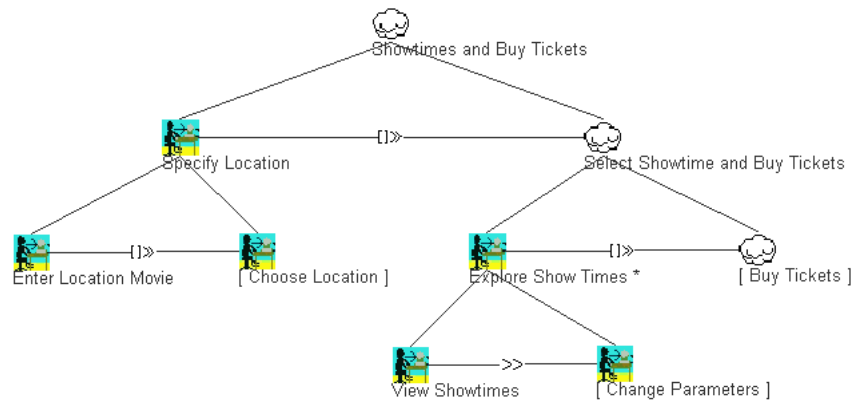 Showtimes and Buy Tickets
[]»
Specify Location
Select Showtime and Buy Tickets
[]»
[]»
Enter Location Movie
[ Choose Location ]
Explore Show Times *
[ Buy Tickets ]
>>
View Showtimes
[ Change Parameters ]